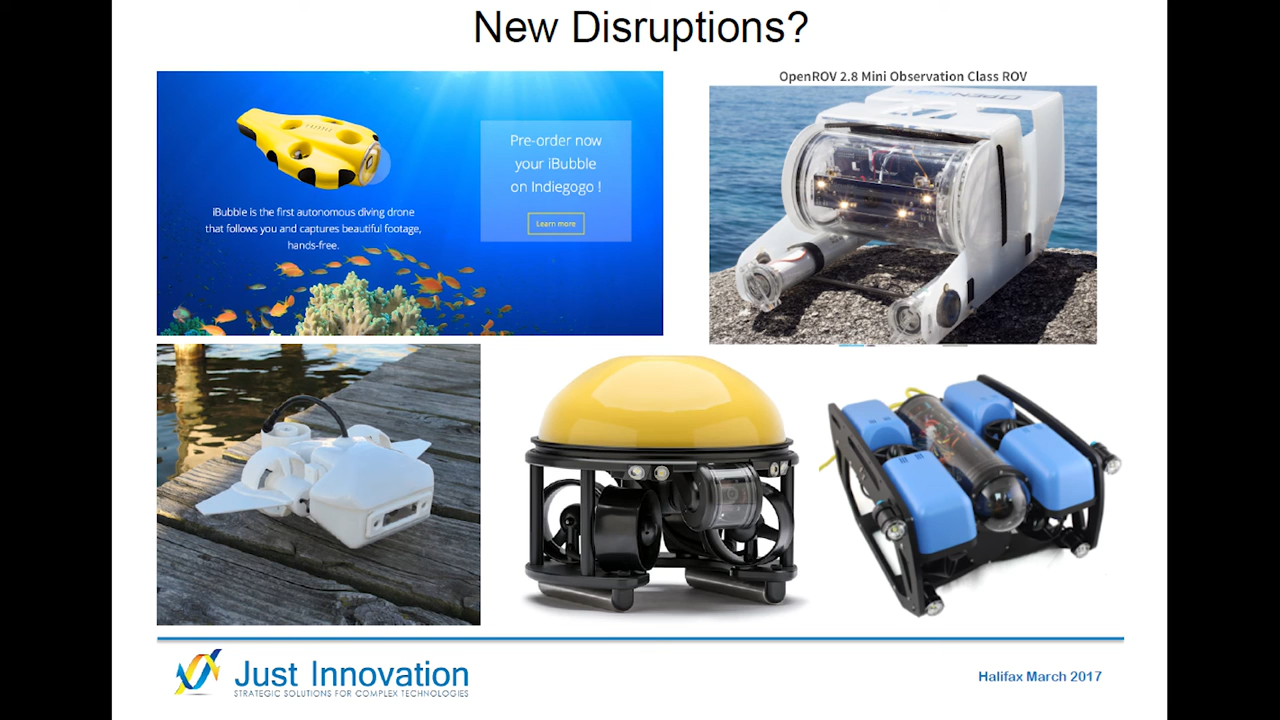 New Disruptions?
OpenROV 2.8 Mini Observation Class ROV
Pre-order now
your iBubble
on Indiegogo !
Learn more
iBubble is the first autonomous diving drone
that follows you and captures beautiful footage,
hands-free.
Just Innovation
STRATEGIC SOLUTIONS FOR COMPLEX TECHNOLOGIES
Halifax March 2017